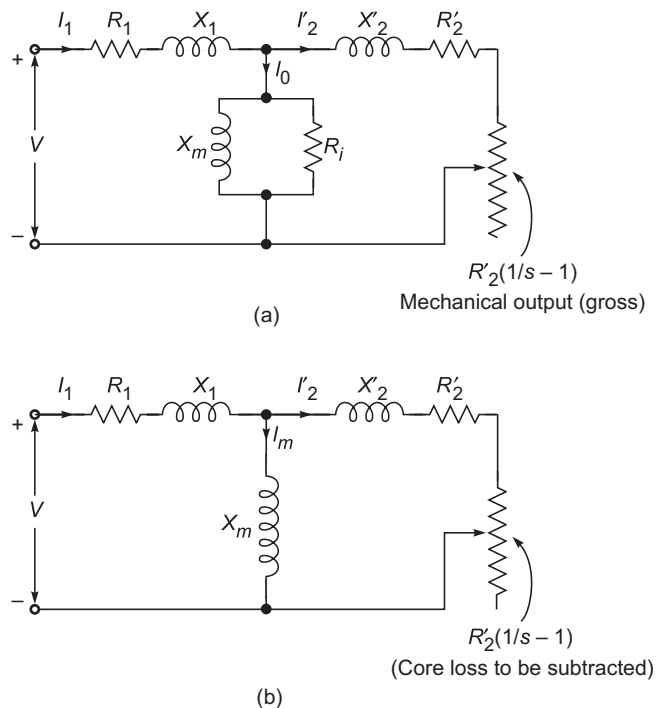 I1 R1 X1 I′2 X′2 R′2
+
I0
V Xm Ri
–
R′2(1/s – 1)
Mechanical output (gross)
(a)
I1 R1 X1 I′2 X′2 R′2
+
Im
V Xm
–
R′2(1/s – 1)
(Core loss to be subtracted)
(b)